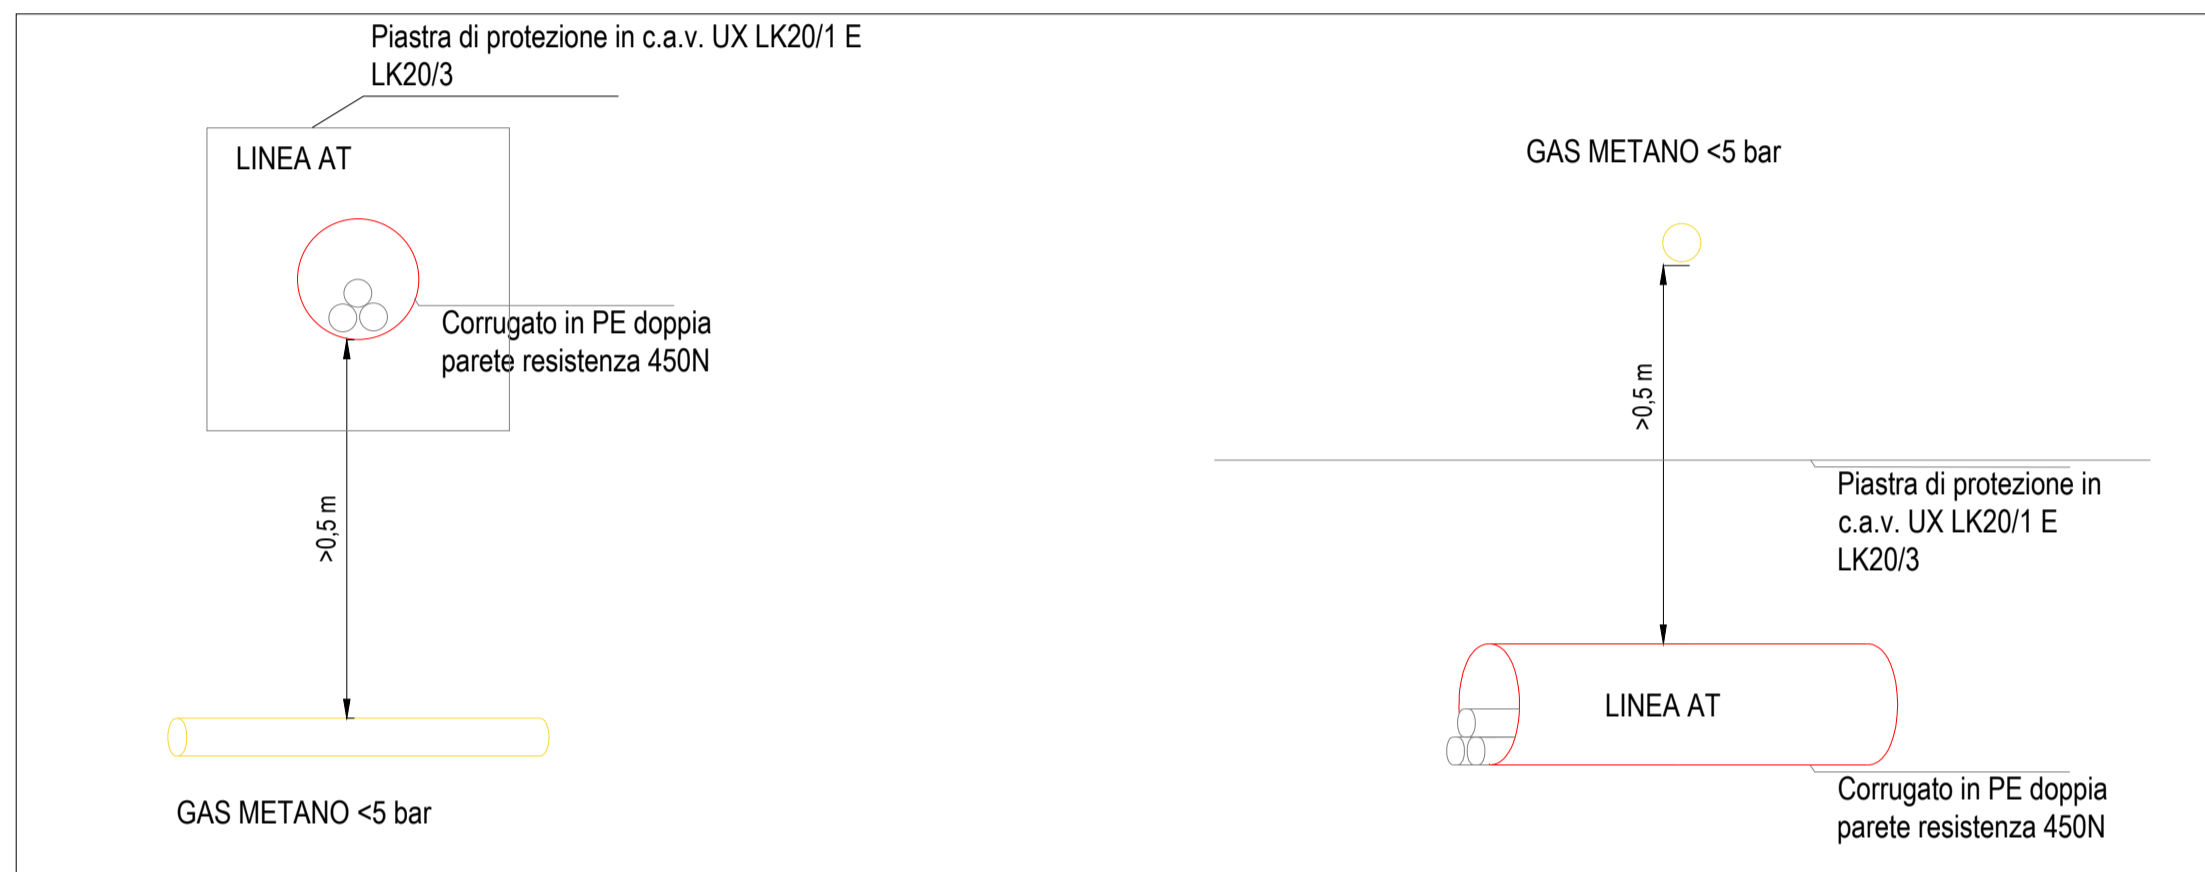 Piastra di protezione in c.a.v. UX LK20/1 E
LK20/3
LINEA AT
Corrugato in PE doppia
parete resistenza 450N
>0,5 m
GAS METANO <5 bar
GAS METANO <5 bar
>0,5 m
Piastra di protezione in
c.a.v. UX LK20/1 E
LK20/3
LINEA AT
Corrugato in PE doppia
parete resistenza 450N